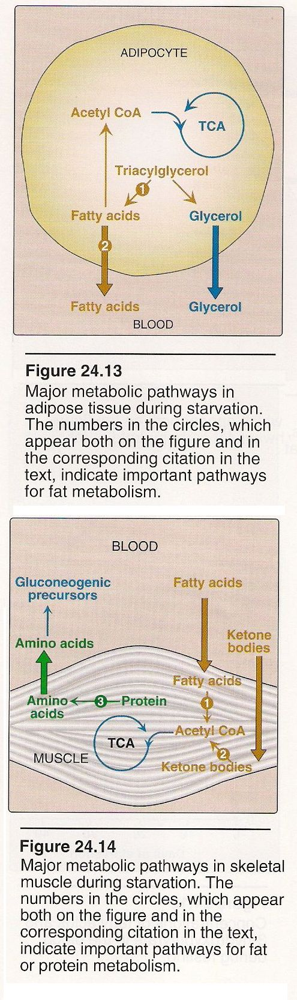 ADIPOCYTE
Acetyl CoA
TCA
Triacylglycerol
1
Fatty acids Glycerol
2
Fatty acids Glycerol
BLOOD
Figure 24.13
Major metabolic pathways in
adipose tissue during starvation.
The numbers in the circles, which
appear both on the figure and in
the corresponding citation in the
text, indicate important pathways
for fat metabolism.
BLOOD
Gluconeogenic
precursors
Fatty acids
Ketone
bodies
Amino acids
Fatty acids
Amino
acids
3
Protein
1
Acetyl CoA
TCA
2
MUSCLE
Ketone bodies
Figure 24.14
Major metabolic pathways in skeletal
muscle during starvation. The
numbers in the circles, which appear
both on the figure and in the
corresponding citation in the text,
indicate important pathways for fat
or protein metabolism.